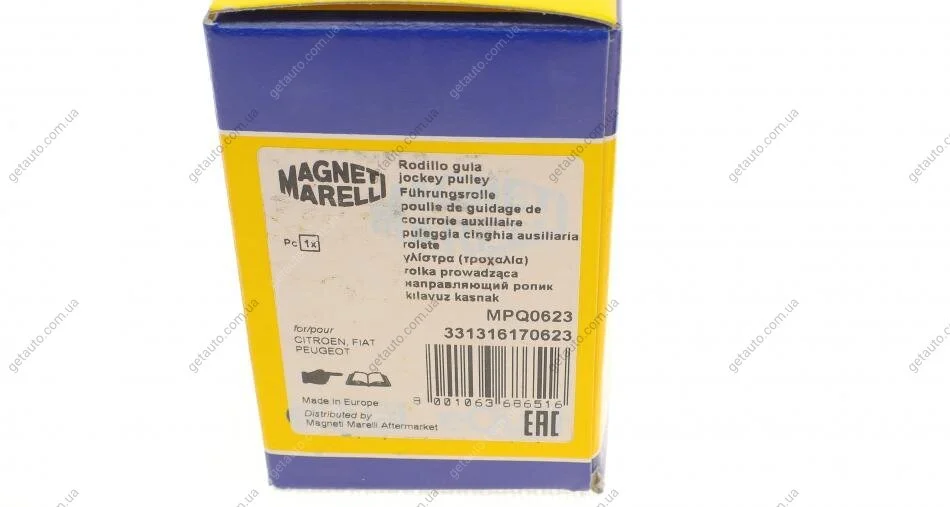 MAGNETI
MARELLI
Pc 1x
Rodillo guia
jockey pulley
Führungsrolle
poulie de guidage de
courroie auxiliaire
puleggia cinghia ausiliaria
rolete
γλίστρα (τροχαλία)
rolka prowadząca
направляющий ролик
kılavuz kasnak
MPQ0623
331316170623
for/pour
CITROEN, FIAT
PEUGEOT
8 001063 686516
Made in Europe
Distributed by
Magneti Marelli Aftermarket
EAC
getauto.com.ua